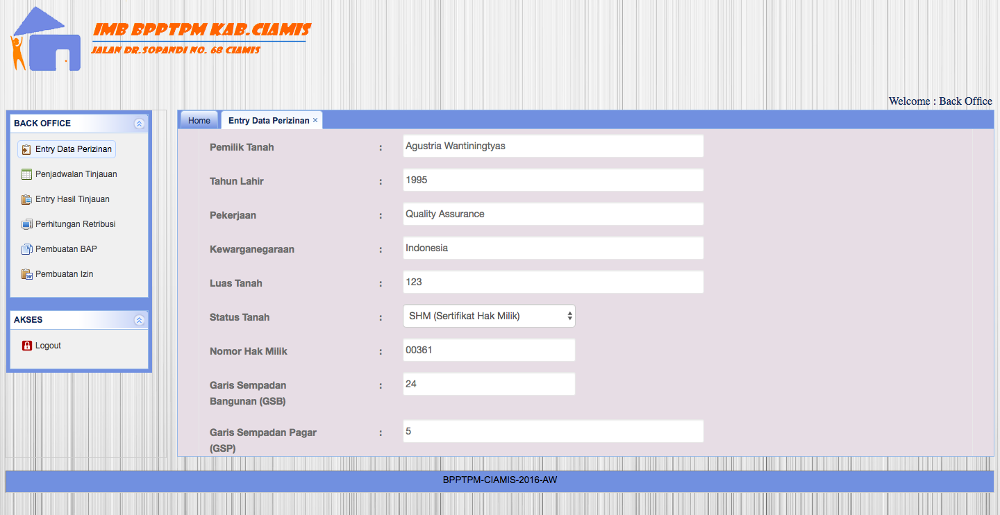 IMB BPPTPM KAB.CIAMIS
JALAN DR.SOPANDI NO. 68 CIAMIS
Welcome : Back Office
BACK OFFICE
Entry Data Perizinan
Penjadwalan Tinjauan
Entry Hasil Tinjauan
Perhitungan Retribusi
Pembuatan BAP
Pembuatan Izin
AKSES
Logout
Home
Entry Data Perizinan ×
Pemilik Tanah : Agustria Wantiningtyas
Tahun Lahir : 1995
Pekerjaan : Quality Assurance
Kewarganegaraan : Indonesia
Luas Tanah : 123
Status Tanah : SHM (Sertifikat Hak Milik)
Nomor Hak Milik : 00361
Garis Sempadan : 24
Bangunan (GSB)
Garis Sempadan Pagar : 5
(GSP)
BPPTPM-CIAMIS-2016-AW